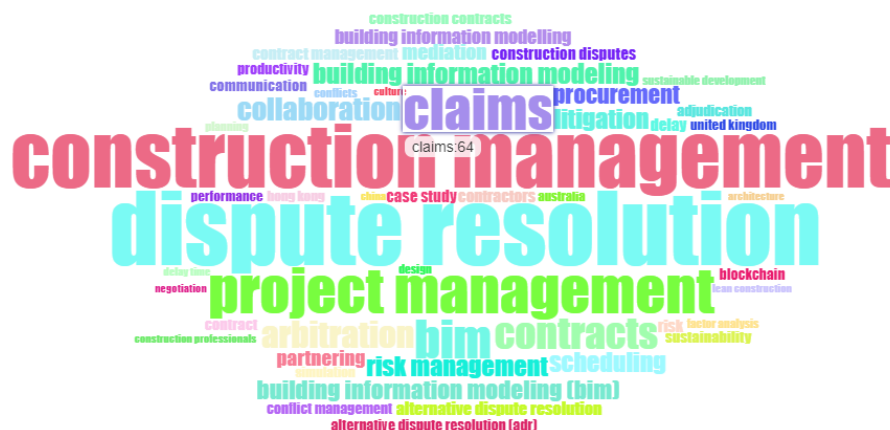 construction contracts
building information modelling
contract management mediation construction disputes
productivity building information modeling sustainable development
communication conflicts culture claims procurement
collaboration litigation adjudication
planning delay united kingdom
claims:64
construction management
performance hong kong china case study contractors australia architecture
dispute resolution
delay time design blockchain
negotiation project management lean construction
contract arbitration bim contracts risk factor analysis
construction professionals sustainability
partnering risk management scheduling
simulation
building information modeling (bim)
conflict management alternative dispute resolution
alternative dispute resolution (adr)